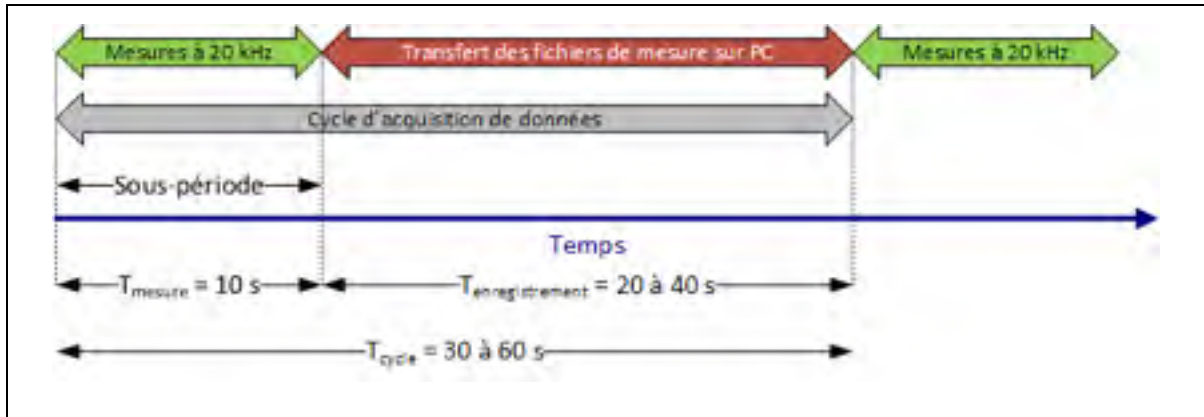 Mesures à 20 kHz
Transfert des fichiers de mesure sur PC
Mesures à 20 kHz
Cycle d'acquisition de données
Sous-période
Temps
Tmesure = 10 s
Tenregistrement = 20 à 40 s
Tcycle = 30 à 60 s